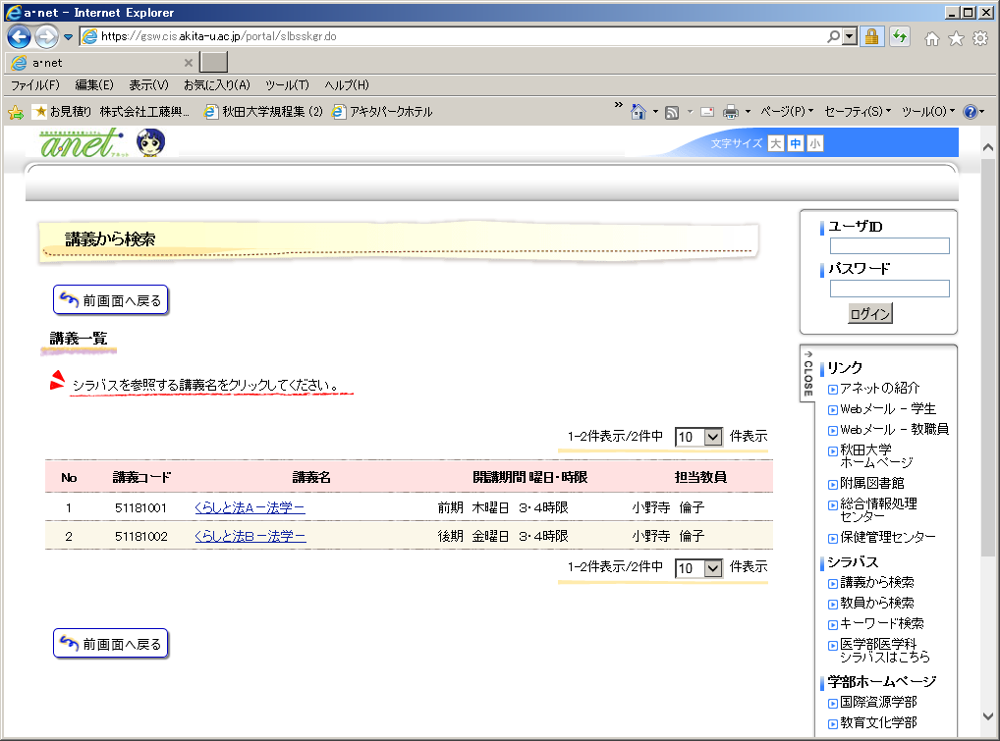 a・net - Internet Explorer
https://gsw.cis.akita-u.ac.jp/portal/slbsskgr.do
a・net
ファイル(F) 編集(E) 表示(V) お気に入り(A) ツール(T) ヘルプ(H)
お見積り 株式会社工藤興... 秋田大学規程集 (2) アキタパークホテル
ページ(P) セーフティ(S) ツール(O)
anet
アネット
文字サイズ 大 中 小
講義から検索
前画面へ戻る
講義一覧
シラバスを参照する講義名をクリックしてください。
1-2件表示/2件中 10 件表示
No 講義コード 講義名 開講期間 曜日・時限 担当教員
1 51181001 くらしと法A－法学－ 前期 木曜日 3・4時限 小野寺 倫子
2 51181002 くらしと法B－法学－ 後期 金曜日 3・4時限 小野寺 倫子
1-2件表示/2件中 10 件表示
前画面へ戻る
ユーザID
パスワード
ログイン
CLOSE
リンク
アネットの紹介
Webメール - 学生
Webメール - 教職員
秋田大学
ホームページ
附属図書館
総合情報処理
センター
保健管理センター
シラバス
講義から検索
教員から検索
キーワード検索
医学部医学科
シラバスはこちら
学部ホームページ
国際資源学部
教育文化学部